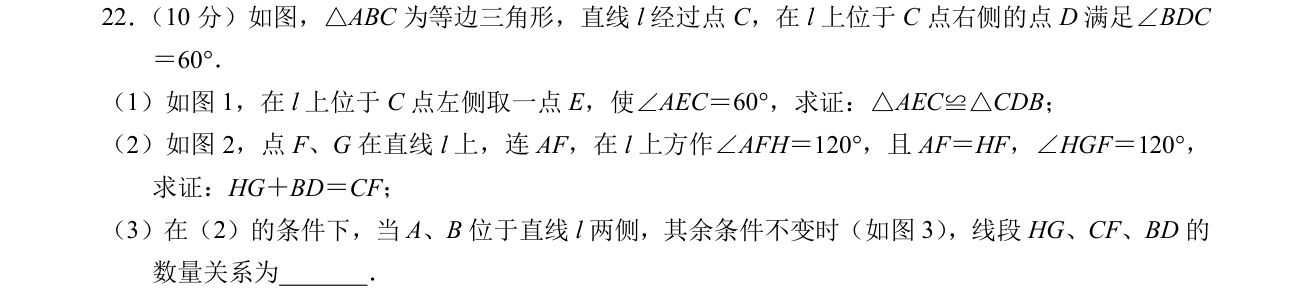 22.（10 分）如图，△ABC 为等边三角形，直线 l 经过点 C，在 l 上位于 C 点右侧的点 D 满足∠BDC
＝60°．
（1）如图 1，在 l 上位于 C 点左侧取一点 E，使∠AEC＝60°，求证：△AEC≌△CDB；
（2）如图 2，点 F、G 在直线 l 上，连 AF，在 l 上方作∠AFH＝120°，且 AF＝HF，∠HGF＝120°，
求证：HG＋BD＝CF；
（3）在（2）的条件下，当 A、B 位于直线 l 两侧，其余条件不变时（如图 3），线段 HG、CF、BD 的
数量关系为______．